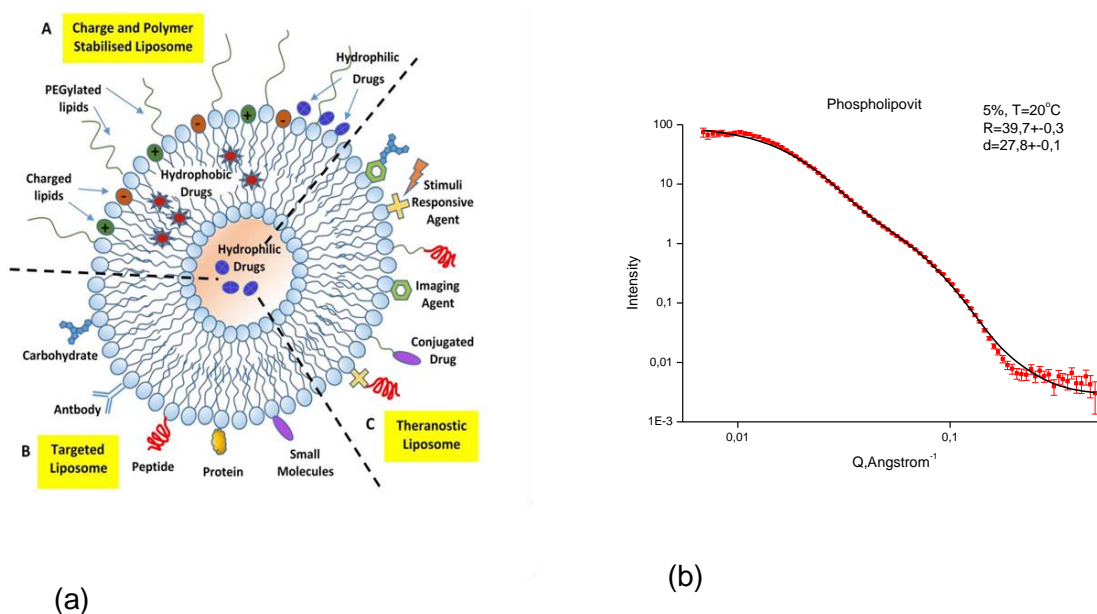 A
Charge and Polymer
Stabilised Liposome
Hydrophilic
Drugs
PEGylated
lipids
Charged
lipids
Hydrophobic
Drugs
Stimuli
Responsive
Agent
Hydrophilic
Drugs
Imaging
Agent
Conjugated
Drug
Carbohydrate
Antibody
B
Targeted
Liposome
Peptide
Protein
Small
Molecules
C
Theranostic
Liposome
(a)
Phospholipovit
5%, T=20°C
R=39,7+-0,3
d=27,8+-0,1
Intensity
100
10
1
0,1
0,01
1E-3
0,01
0,1
Q,Angstrom⁻¹
(b)